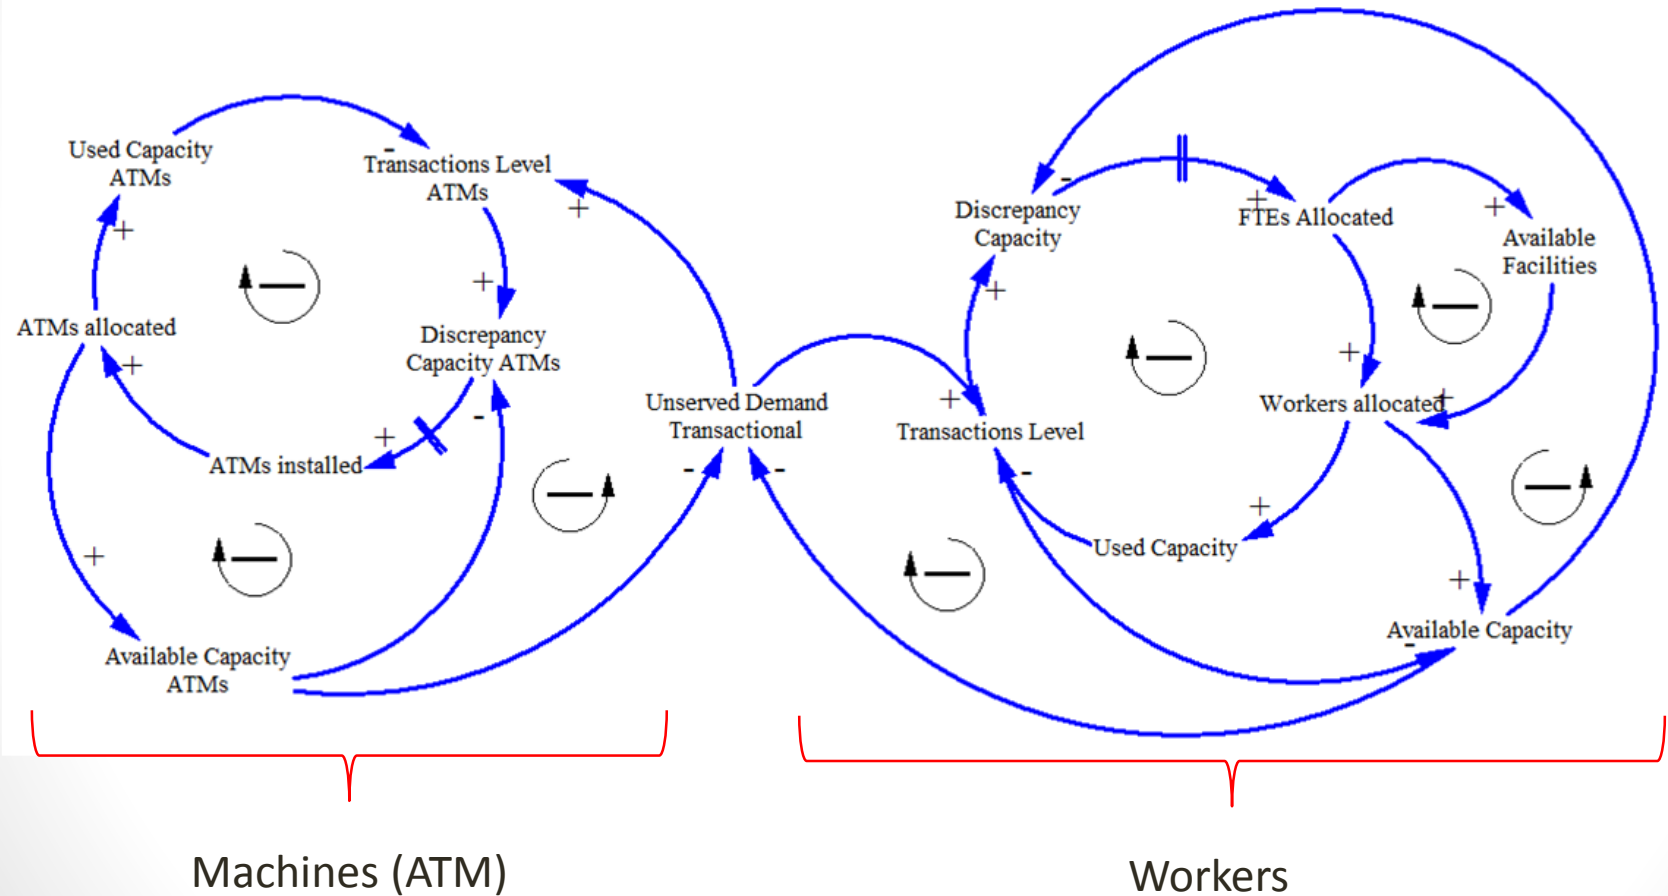 Used Capacity
ATMs
Transactions Level
ATMs
ATMs allocated
Discrepancy
Capacity ATMs
ATMs installed
Available Capacity
ATMs
Unserved Demand
Transactional
Discrepancy
Capacity
FTEs Allocated
Available
Facilities
Transactions Level
Workers allocated
Used Capacity
Available Capacity
Machines (ATM)
Workers